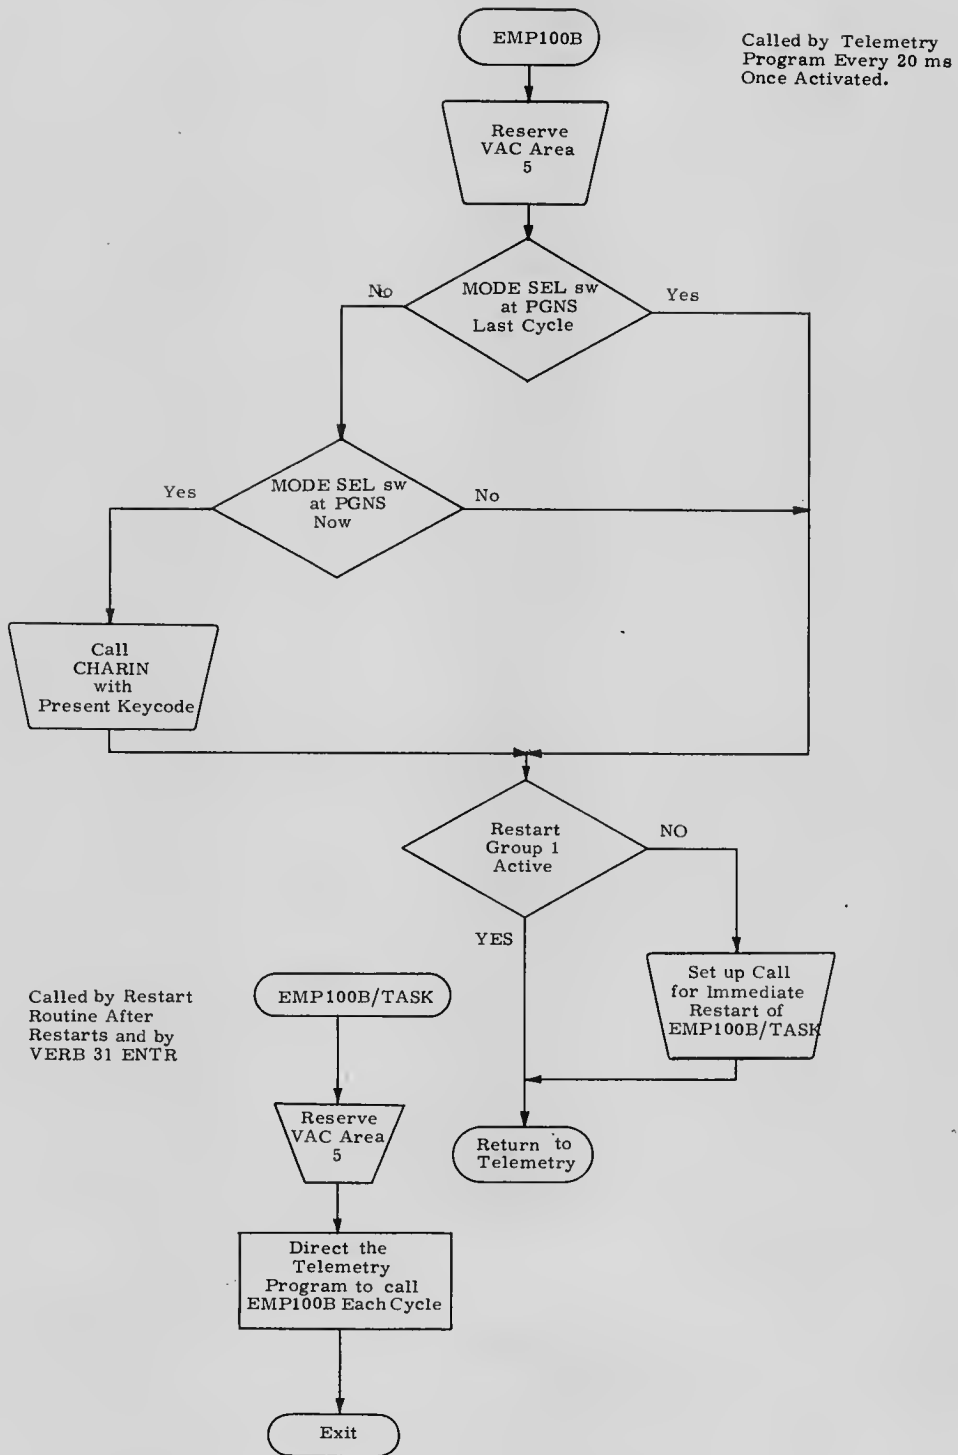 EMP100B
Called by Telemetry
Program Every 20 ms
Once Activated.
Reserve
VAC Area
5
MODE SEL sw
at PGNS
Last Cycle
No
Yes
MODE SEL sw
at PGNS
Now
Yes
No
Call
CHARIN
with
Present Keycode
Restart
Group 1
Active
NO
YES
Set up Call
for Immediate
Restart of
EMP100B/TASK
Return to
Telemetry
Called by Restart
Routine After
Restarts and by
VERB 31 ENTR
EMP100B/TASK
Reserve
VAC Area
5
Direct the
Telemetry
Program to call
EMP100B Each Cycle
Exit